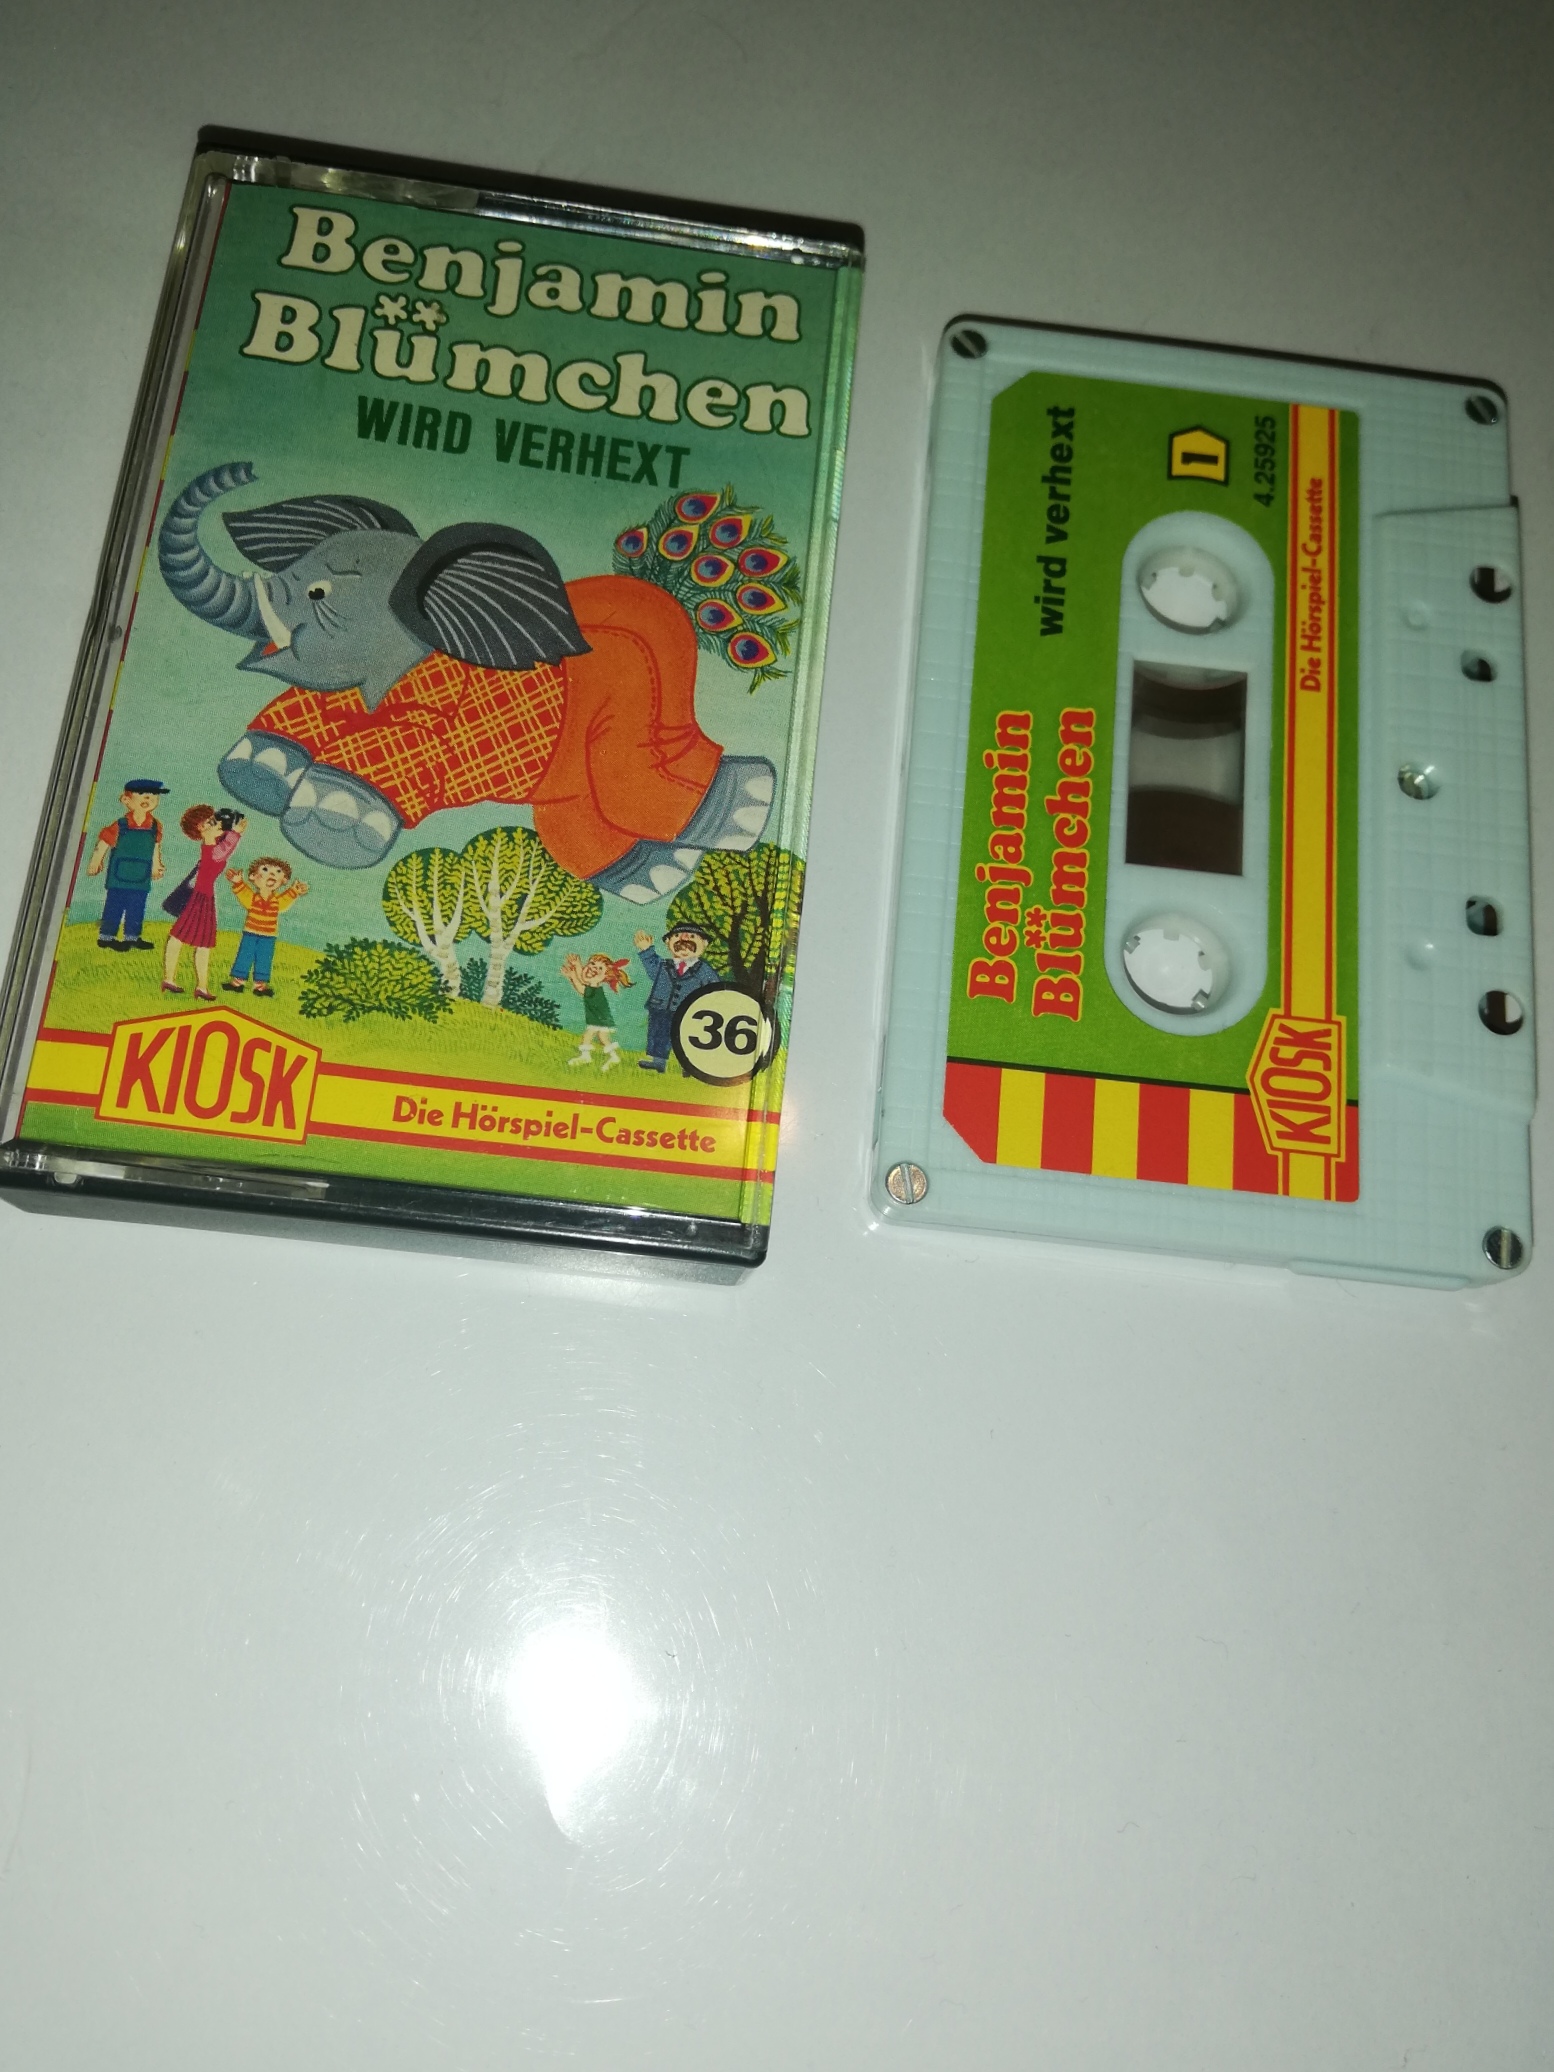 Benjamin
Blümchen
WIRD VERHEXT
36
KIOSK
Die Hörspiel-Cassette
Benjamin
Blümchen
wird verhext
1
4.25925
KIOSK
Die Hörspiel-Cassette